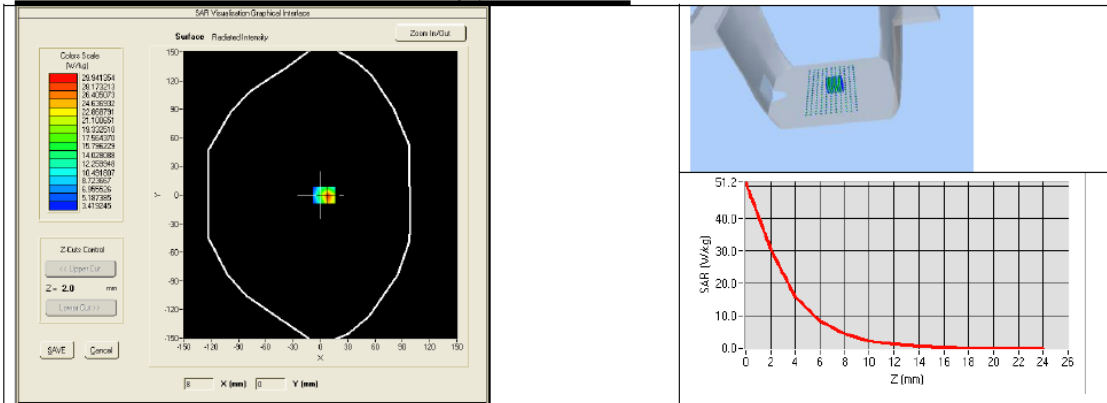 SAR Visualisation Graphical Interface
Surface Radiated Intensity
Zoom In/Out
Colors Scale
(W/kg)
29.941354
28.173213
26.405073
24.636932
22.868791
21.100651
19.332510
17.564370
15.796229
14.028088
12.259948
10.491807
8.723667
6.955526
5.187385
3.419245
Z-Cuts Control
<< Upper Cut
Z = 2.0 mm
Lower Cut >>
SAVE
Cancel
150
120
90
60
30
0
-30
-60
-90
-120
-150
Y
-150 -120 -90 -60 -30 0 30 60 90 120 150
X
8 X (mm) 0 Y (mm)
51.2
40.0
30.0
20.0
10.0
0.0
SAR (W/kg)
0 2 4 6 8 10 12 14 16 18 20 22 24 26
Z (mm)